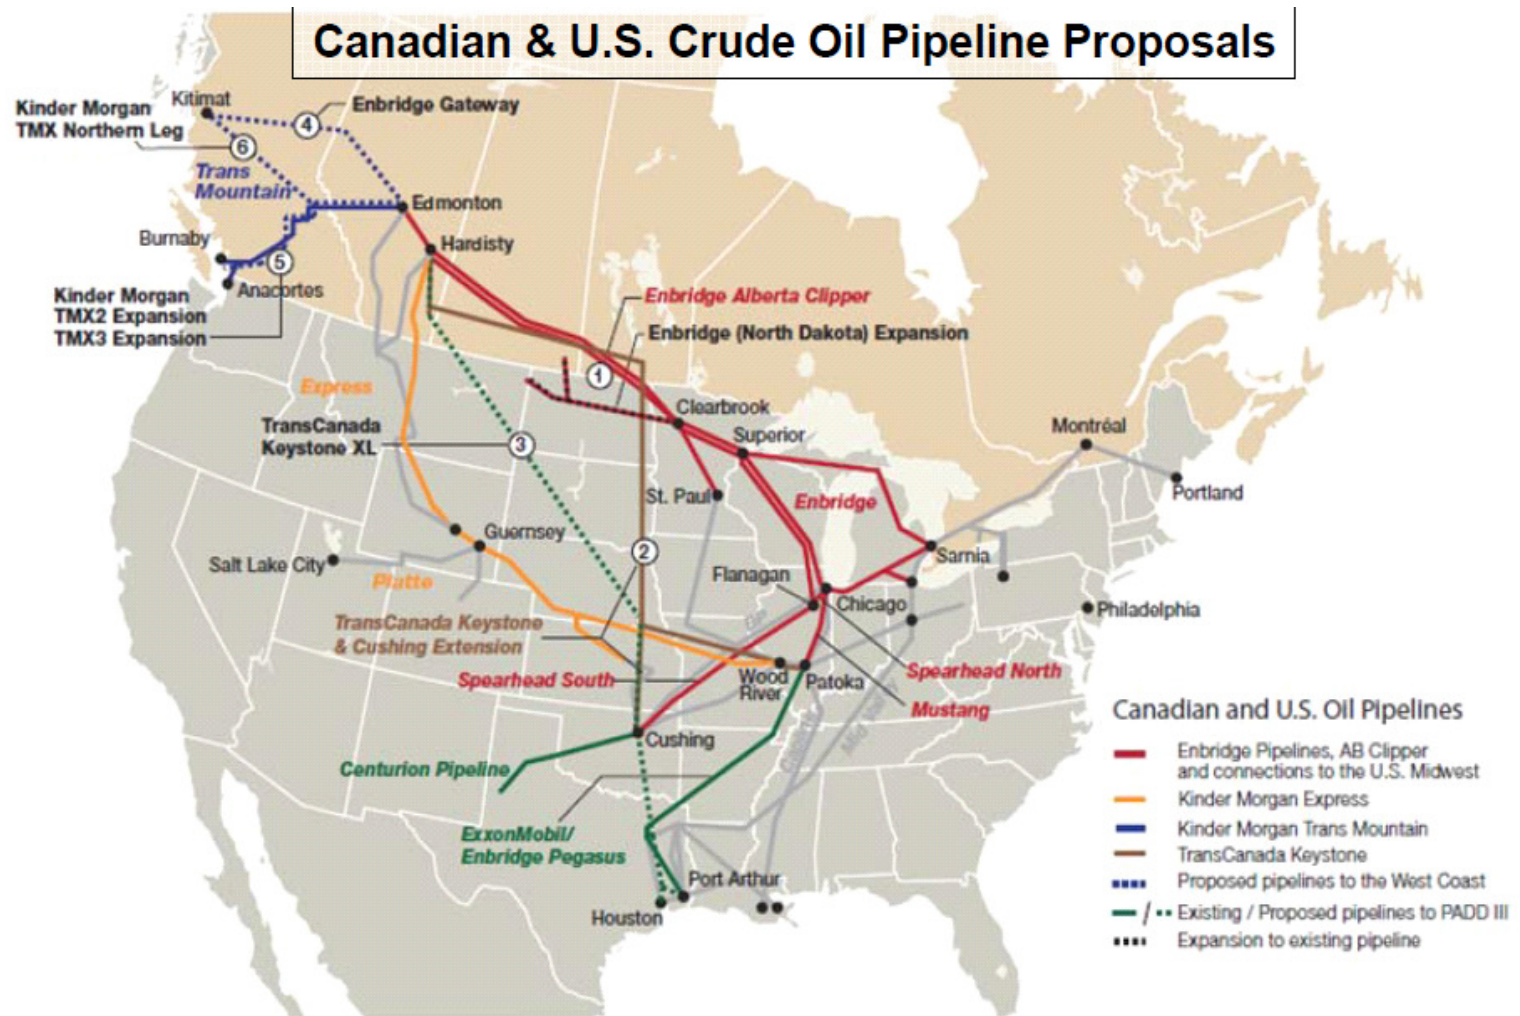 Canadian & U.S. Crude Oil Pipeline Proposals
Kitimat
Kinder Morgan
TMX Northern Leg
4
Enbridge Gateway
6
Trans
Mountain
Edmonton
Burnaby
Hardisty
5
Anacortes
Kinder Morgan
TMX2 Expansion
TMX3 Expansion
Enbridge Alberta Clipper
Enbridge (North Dakota) Expansion
1
Express
Clearbrook
TransCanada
Keystone XL
3
Superior
Montréal
St. Paul
Enbridge
Portland
Guernsey
2
Sarnia
Salt Lake City
Platte
Flanagan
Chicago
Philadelphia
TransCanada Keystone
& Cushing Extension
Spearhead South
Wood
River
Patoka
Spearhead North
Mustang
Cushing
Centurion Pipeline
ExxonMobil/
Enbridge Pegasus
Port Arthur
Houston
Canadian and U.S. Oil Pipelines
Enbridge Pipelines, AB Clipper
and connections to the U.S. Midwest
Kinder Morgan Express
Kinder Morgan Trans Mountain
TransCanada Keystone
Proposed pipelines to the West Coast
/ Existing / Proposed pipelines to PADD III
Expansion to existing pipeline